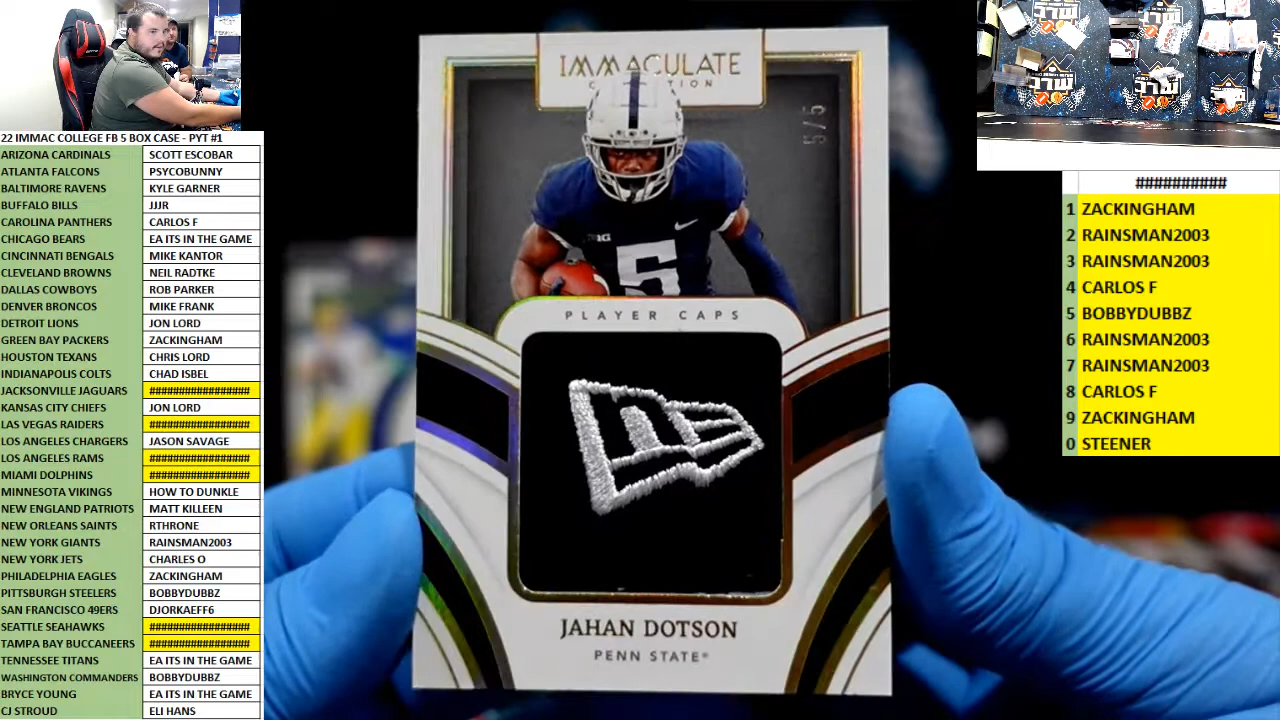 22 IMMAC COLLEGE FB 5 BOX CASE - PYT #1
ARIZONA CARDINALS SCOTT ESCOBAR
ATLANTA FALCONS PSYCOBUNNY
BALTIMORE RAVENS KYLE GARNER
BUFFALO BILLS JJJR
CAROLINA PANTHERS CARLOS F
CHICAGO BEARS EA ITS IN THE GAME
CINCINNATI BENGALS MIKE KANTOR
CLEVELAND BROWNS NEIL RADTKE
DALLAS COWBOYS ROB PARKER
DENVER BRONCOS MIKE FRANK
DETROIT LIONS JON LORD
GREEN BAY PACKERS ZACKINGHAM
HOUSTON TEXANS CHRIS LORD
INDIANAPOLIS COLTS CHAD ISBEL
JACKSONVILLE JAGUARS #################
KANSAS CITY CHIEFS JON LORD
LAS VEGAS RAIDERS #################
LOS ANGELES CHARGERS JASON SAVAGE
LOS ANGELES RAMS #################
MIAMI DOLPHINS #################
MINNESOTA VIKINGS HOW TO DUNKLE
NEW ENGLAND PATRIOTS MATT KILLEEN
NEW ORLEANS SAINTS RTHRONE
NEW YORK GIANTS RAINSMAN2003
NEW YORK JETS CHARLES O
PHILADELPHIA EAGLES ZACKINGHAM
PITTSBURGH STEELERS BOBBYDUBBZ
SAN FRANCISCO 49ERS DJORKAEFF6
SEATTLE SEAHAWKS #################
TAMPA BAY BUCCANEERS #################
TENNESSEE TITANS EA ITS IN THE GAME
WASHINGTON COMMANDERS BOBBYDUBBZ
BRYCE YOUNG EA ITS IN THE GAME
CJ STROUD ELI HANS
IMMACULATE
5/5
5
PLAYER CAPS
JAHAN DOTSON
PENN STATE®
##########
1 ZACKINGHAM
2 RAINSMAN2003
3 RAINSMAN2003
4 CARLOS F
5 BOBBYDUBBZ
6 RAINSMAN2003
7 RAINSMAN2003
8 CARLOS F
9 ZACKINGHAM
0 STEENER